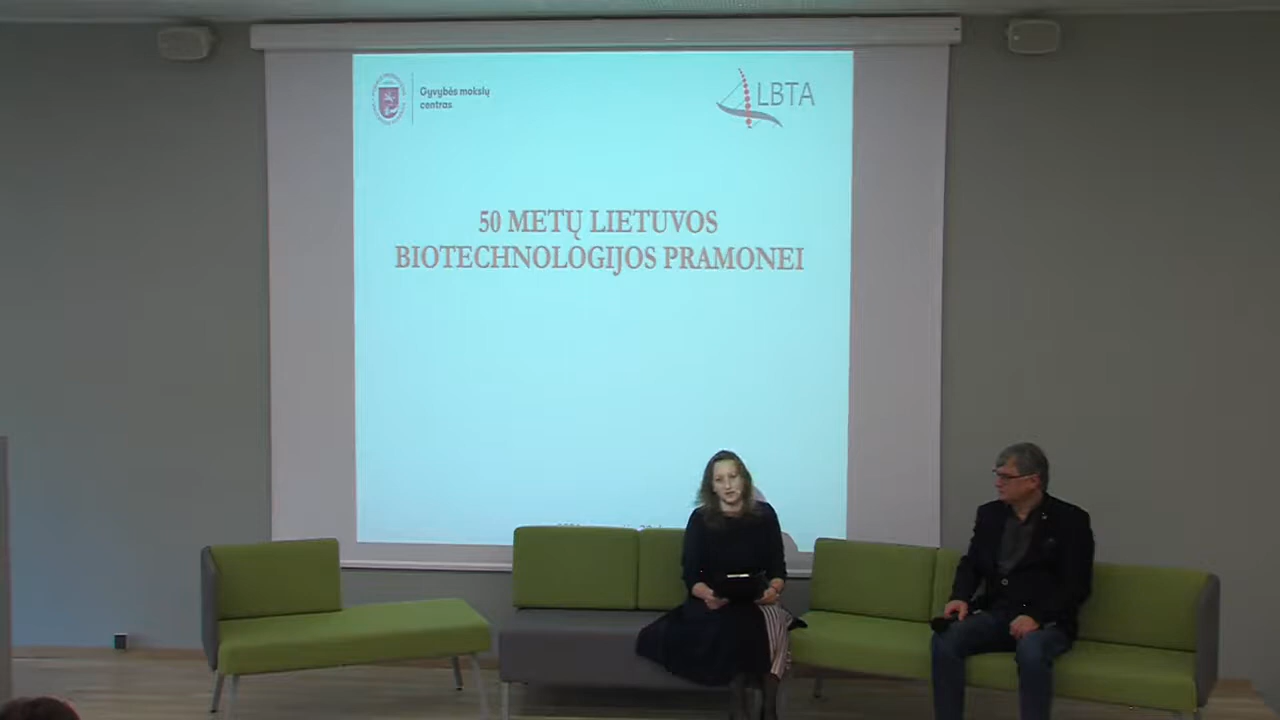 Gyvybės mokslų
centras
LBTA
50 METŲ LIETUVOS
BIOTECHNOLOGIJOS PRAMONEI